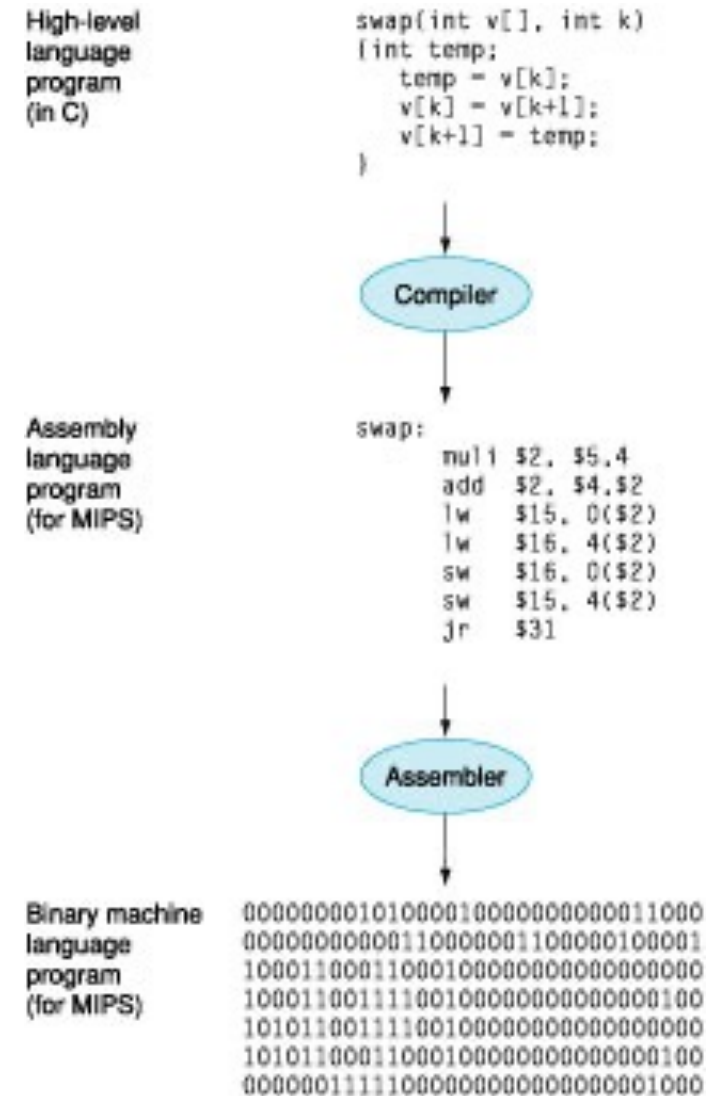 High-level
language
program
(in C)
swap(int v[], int k)
{int temp;
temp = v[k];
v[k] = v[k+1];
v[k+1] = temp;
}
Compiler
Assembly
language
program
(for MIPS)
swap:
muli $2, $5,4
add $2, $4,$2
lw $15, 0($2)
lw $16, 4($2)
sw $16, 0($2)
sw $15, 4($2)
jr $31
Assembler
Binary machine
language
program
(for MIPS)
00000000101000010000000000011000
00000000000110000001100000100001
10001100011000100000000000000000
10001100111100100000000000000100
10101100111100100000000000000000
10101100011000100000000000000100
00000011111000000000000000001000